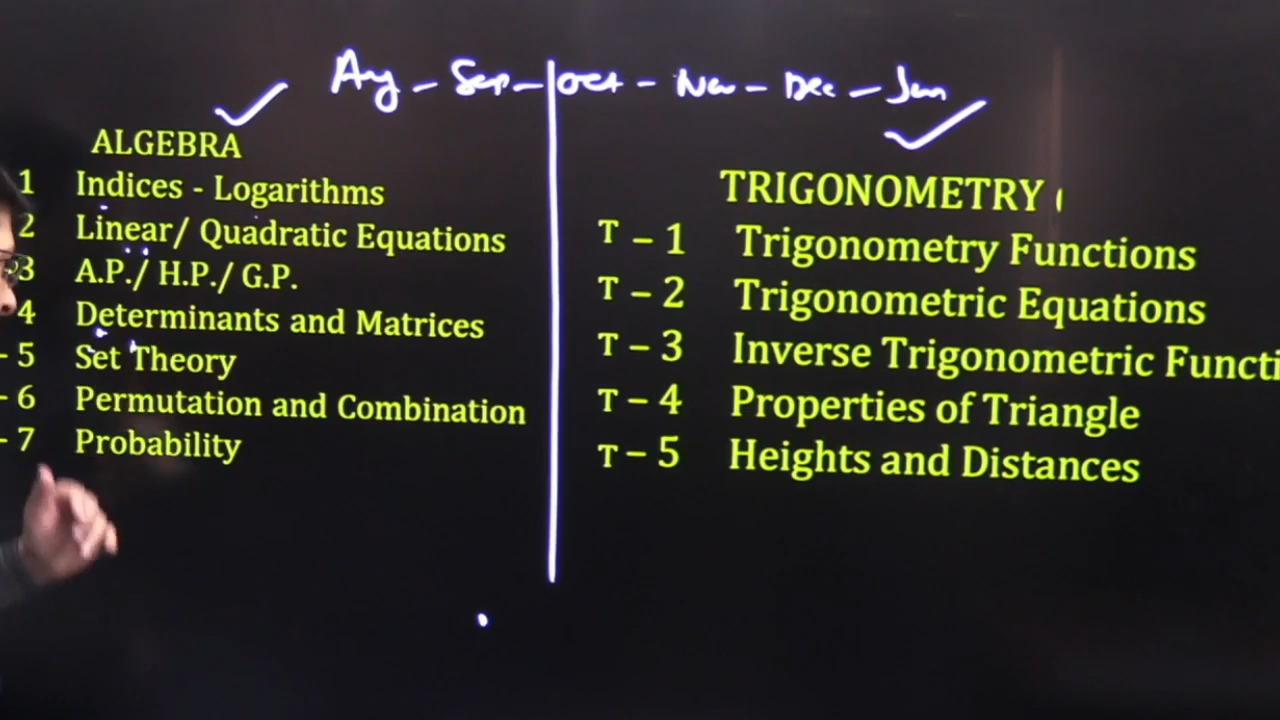 Aug - Sep - Oct - Nov - Dec - Jan
ALGEBRA
1 Indices - Logarithms
2 Linear/ Quadratic Equations
3 A.P./ H.P./ G.P.
4 Determinants and Matrices
- 5 Set Theory
- 6 Permutation and Combination
- 7 Probability
TRIGONOMETRY (
T - 1 Trigonometry Functions
T - 2 Trigonometric Equations
T - 3 Inverse Trigonometric Functi
T - 4 Properties of Triangle
T - 5 Heights and Distances